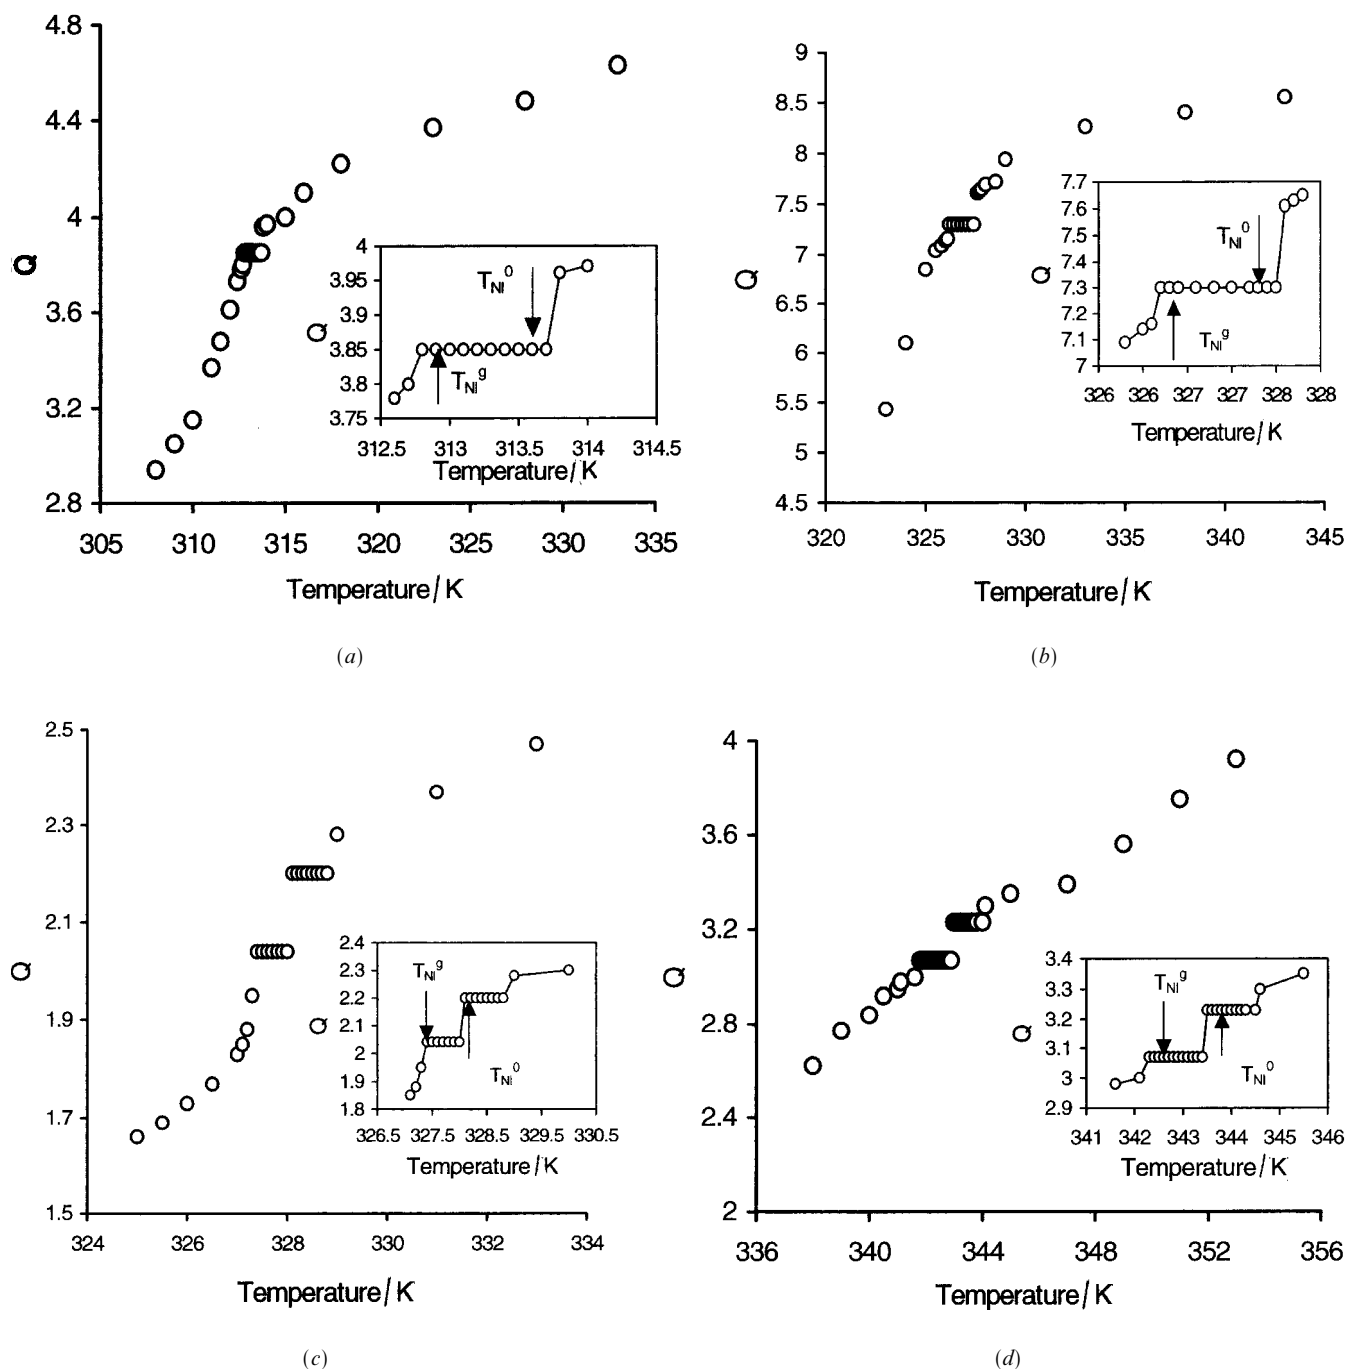 4.8
4.4
4
3.6
3.2
2.8
Q
305 310 315 320 325 330 335
Temperature/ K
4
3.95
3.9
3.85
3.8
3.75
Q
T_NI^0
T_NI^g
312.5 313 313.5 314 314.5
Temperature/ K
(a)
9
8.5
8
7.5
7
6.5
6
5.5
5
4.5
Q
320 325 330 335 340 345
Temperature/ K
7.7
7.6
7.5
7.4
7.3
7.2
7.1
7
Q
T_NI^0
T_NI^g
326 326 327 327 328 328
Temperature/ K
(b)
2.5
2.3
2.1
1.9
1.7
1.5
Q
324 326 328 330 332 334
Temperature/ K
2.4
2.3
2.2
2.1
2
1.9
1.8
Q
T_NI^g
T_NI^0
326.5 327.5 328.5 329.5 330.5
Temperature/ K
(c)
4
3.6
3.2
2.8
2.4
2
Q
336 340 344 348 352 356
Temperature/ K
3.4
3.3
3.2
3.1
3
2.9
Q
T_NI^g
T_NI^0
341 342 343 344 345 346
Temperature/ K
(d)